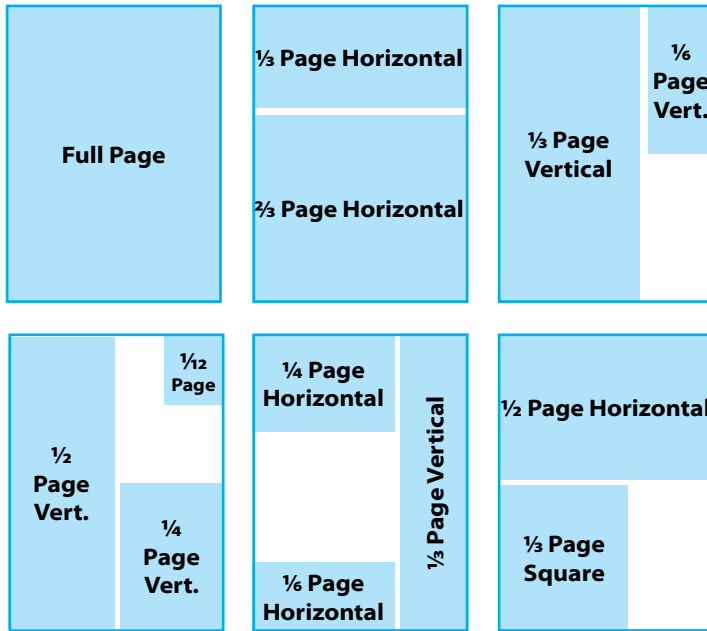 Full Page
⅓ Page Horizontal
⅔ Page Horizontal
⅓ Page
Vertical
⅙
Page
Vert.
½
Page
Vert.
1/12
Page
¼
Page
Vert.
¼ Page
Horizontal
⅙ Page
Horizontal
⅓ Page Vertical
½ Page Horizontal
⅓ Page
Square